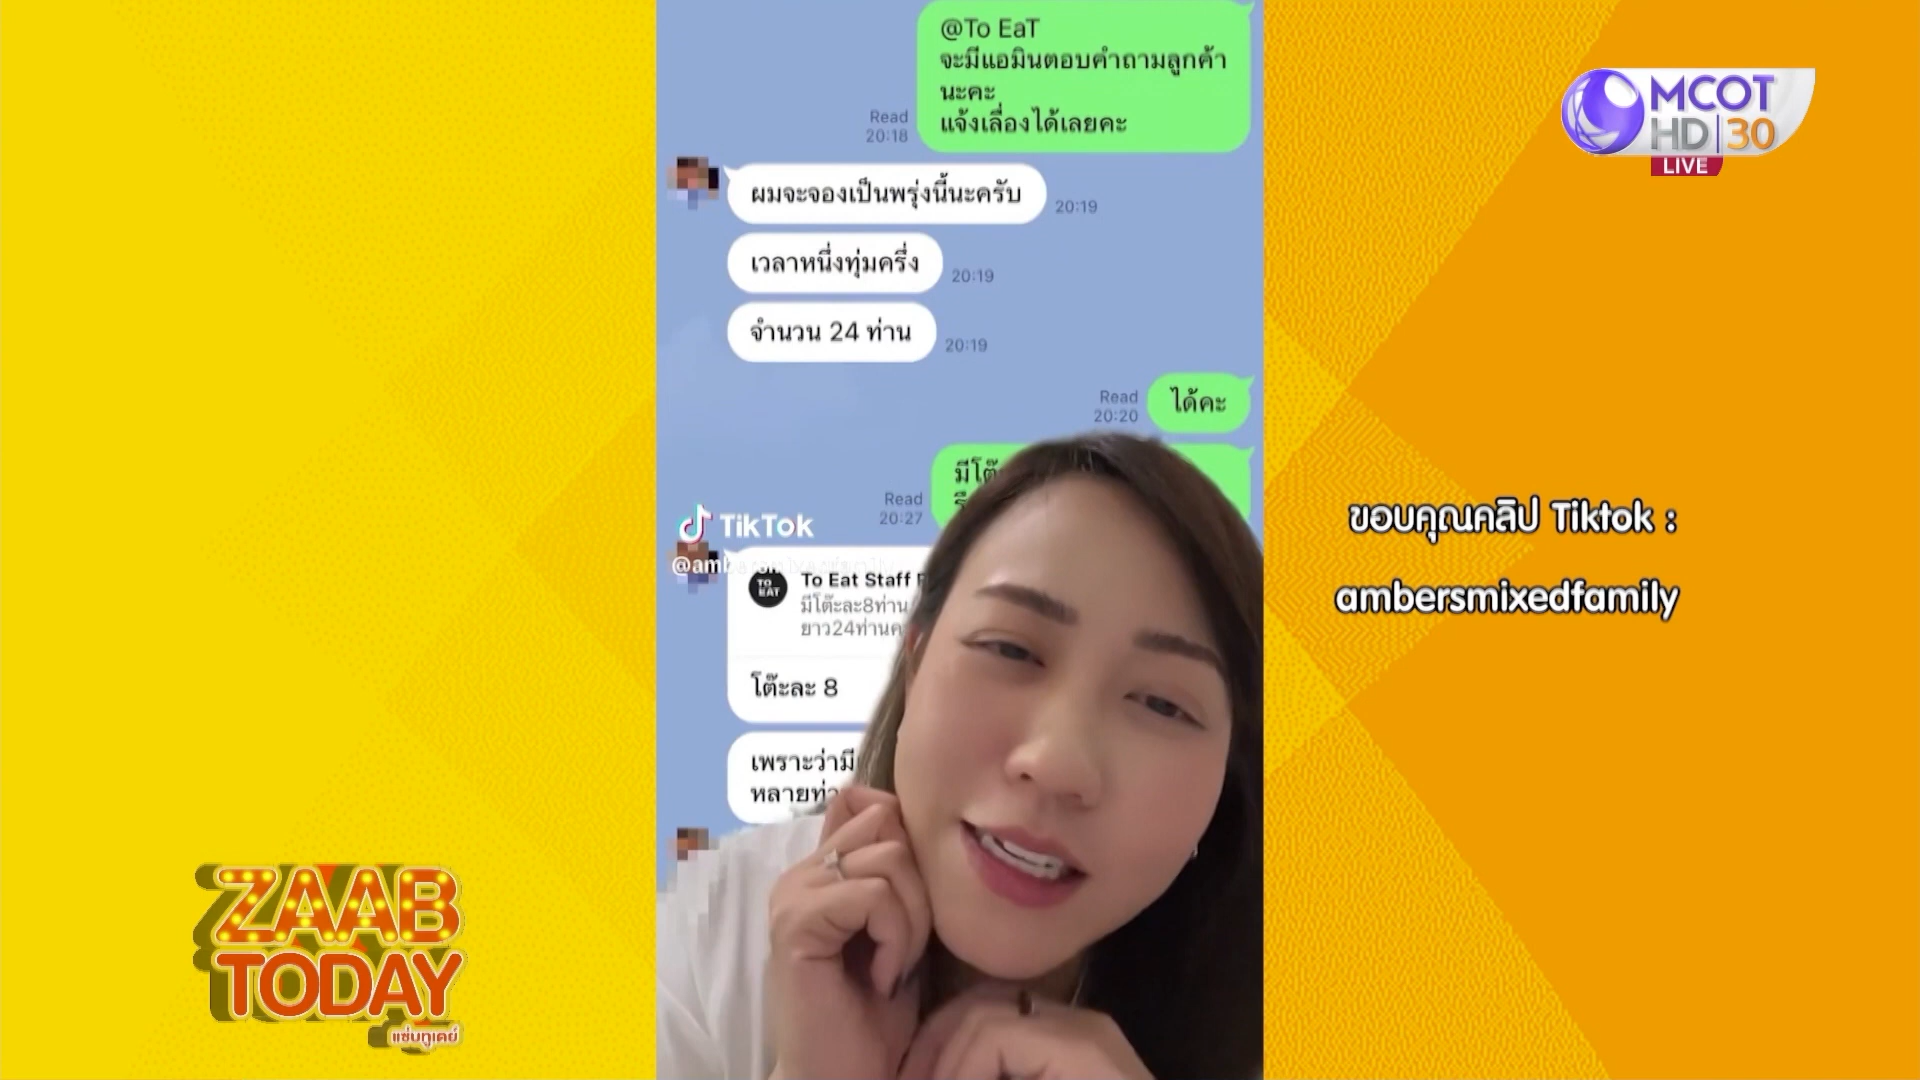 @To EaT
จะมีแอมินตอบคำถามลูกค้า
นะคะ
แจ้งเลื่องได้เลยคะ
Read
20:18
MCOT
HD 30
LIVE
ผมจะจองเป็นพรุ่งนี้นะครับ
20:19
เวลาหนึ่งทุ่มครึ่ง
20:19
จำนวน 24 ท่าน
20:19
Read
20:20
ได้คะ
มีโต๊
Read
20:27
TikTok
To Eat Staff
TO EAT
มีโต๊ะละ8ท่าน
ยาว24ท่าน
โต๊ะละ 8
เพราะว่ามี
หลายท่า
ขอบคุณคลิป Tiktok :
ambersmixedfamily
ZAAB
TODAY
แซ่บทูเดย์